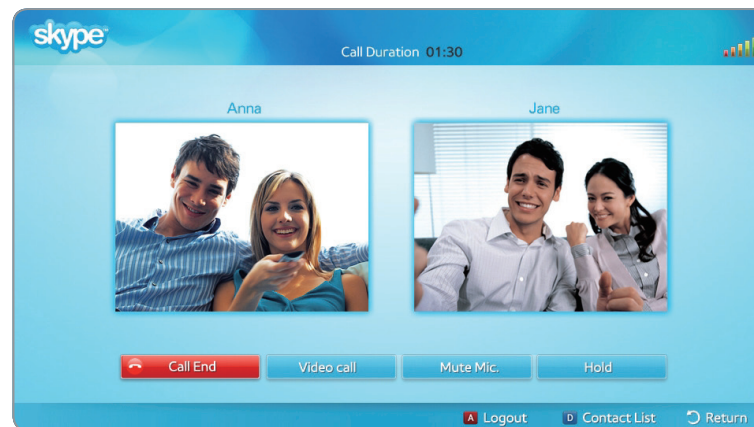 skype
Call Duration 01:30
Anna
Jane
Call End
Video call
Mute Mic.
Hold
A Logout
D Contact List
Return